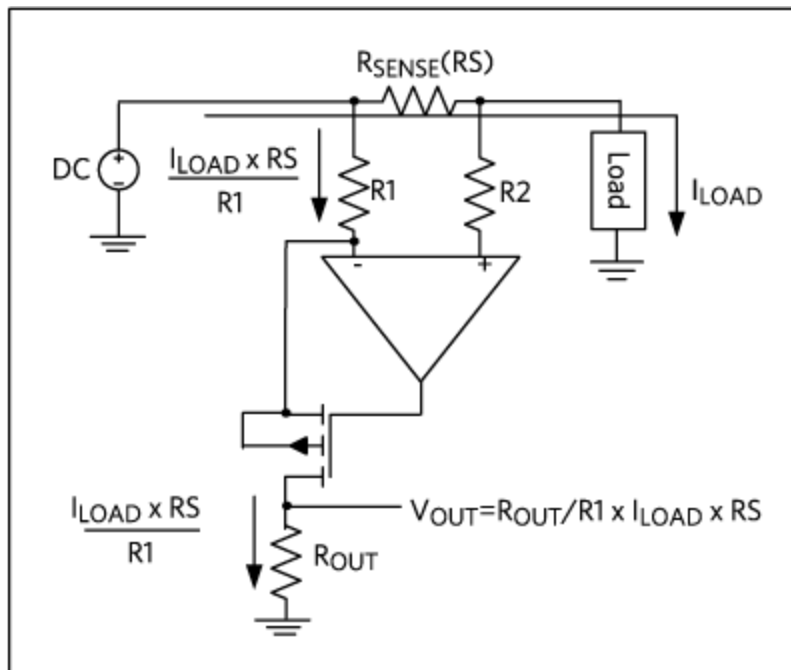 RSENSE(RS)
DC
+
-
ILOAD x RS
R1
R1
R2
Load
ILOAD
- +
ILOAD x RS
R1
VOUT=ROUT/R1 x ILOAD x RS
ROUT